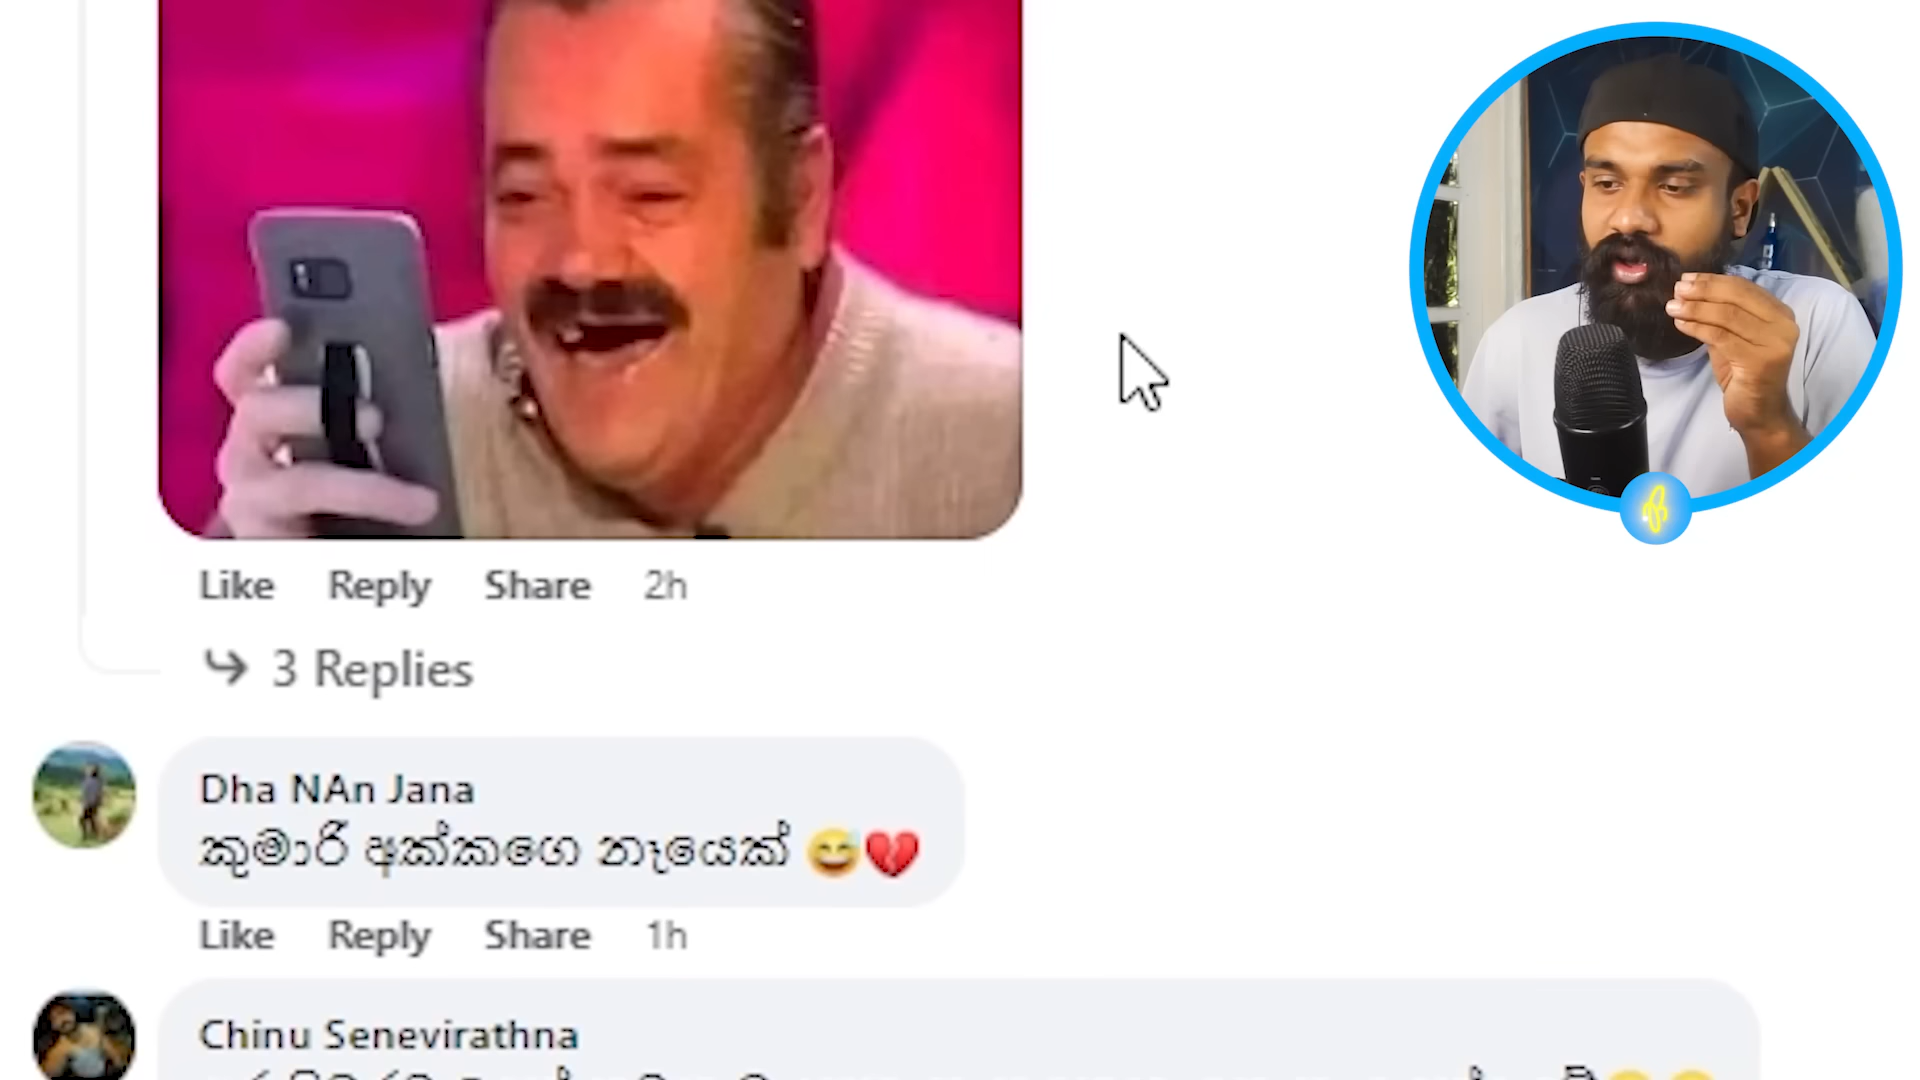 Like Reply Share 2h
3 Replies
Dha NAn Jana
කුමාරි අක්කගෙ නෑයෙක් 😅💔
Like Reply Share 1h
Chinu Senevirathna